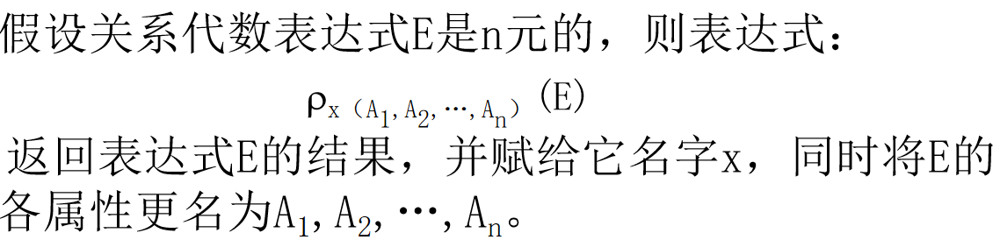 假设关系代数表达式E是n元的，则表达式：
ρx（A1,A2,…,An）(E)
返回表达式E的结果，并赋给它名字x，同时将E的
各属性更名为A1,A2,…,An。